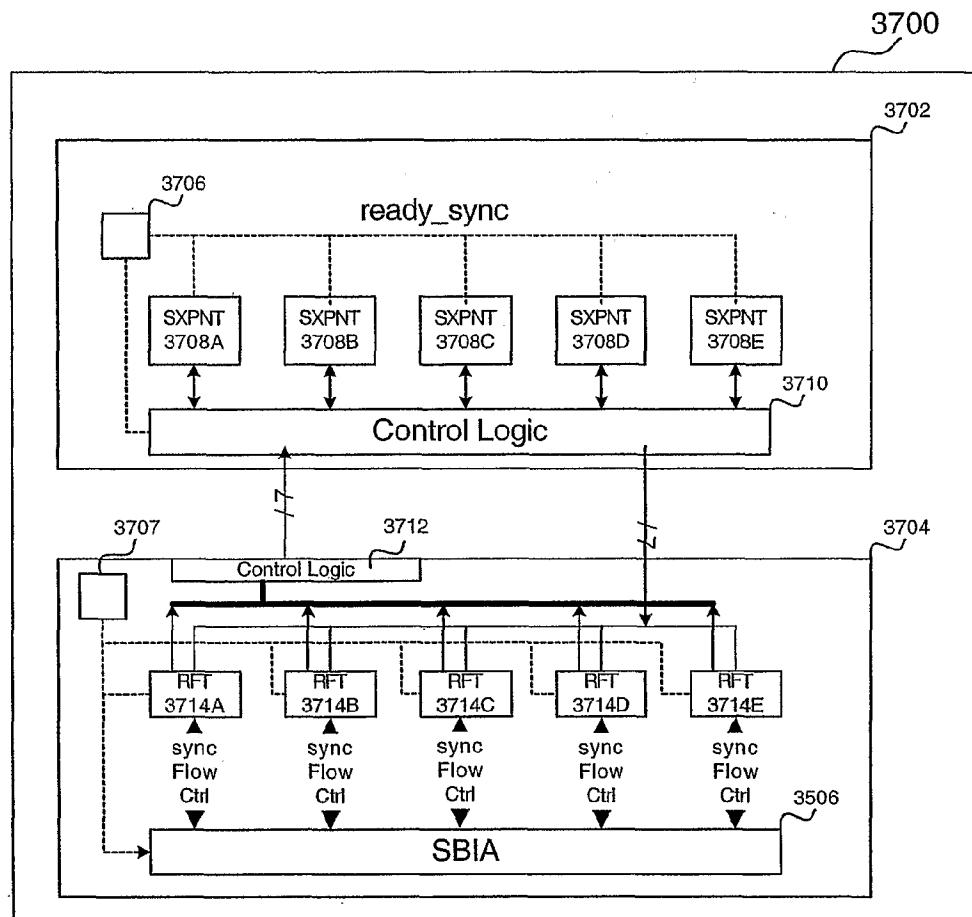 3700
3702
3706
ready_sync
SXPNT SXPNT SXPNT SXPNT SXPNT
3708A 3708B 3708C 3708D 3708E
3710
Control Logic
17
17
3707
3712
3704
Control Logic
RFT RFT RFT RFT RFT
3714A 3714B 3714C 3714D 3714E
sync sync sync sync sync
Flow Flow Flow Flow Flow
Ctrl Ctrl Ctrl Ctrl Ctrl
3506
SBIA